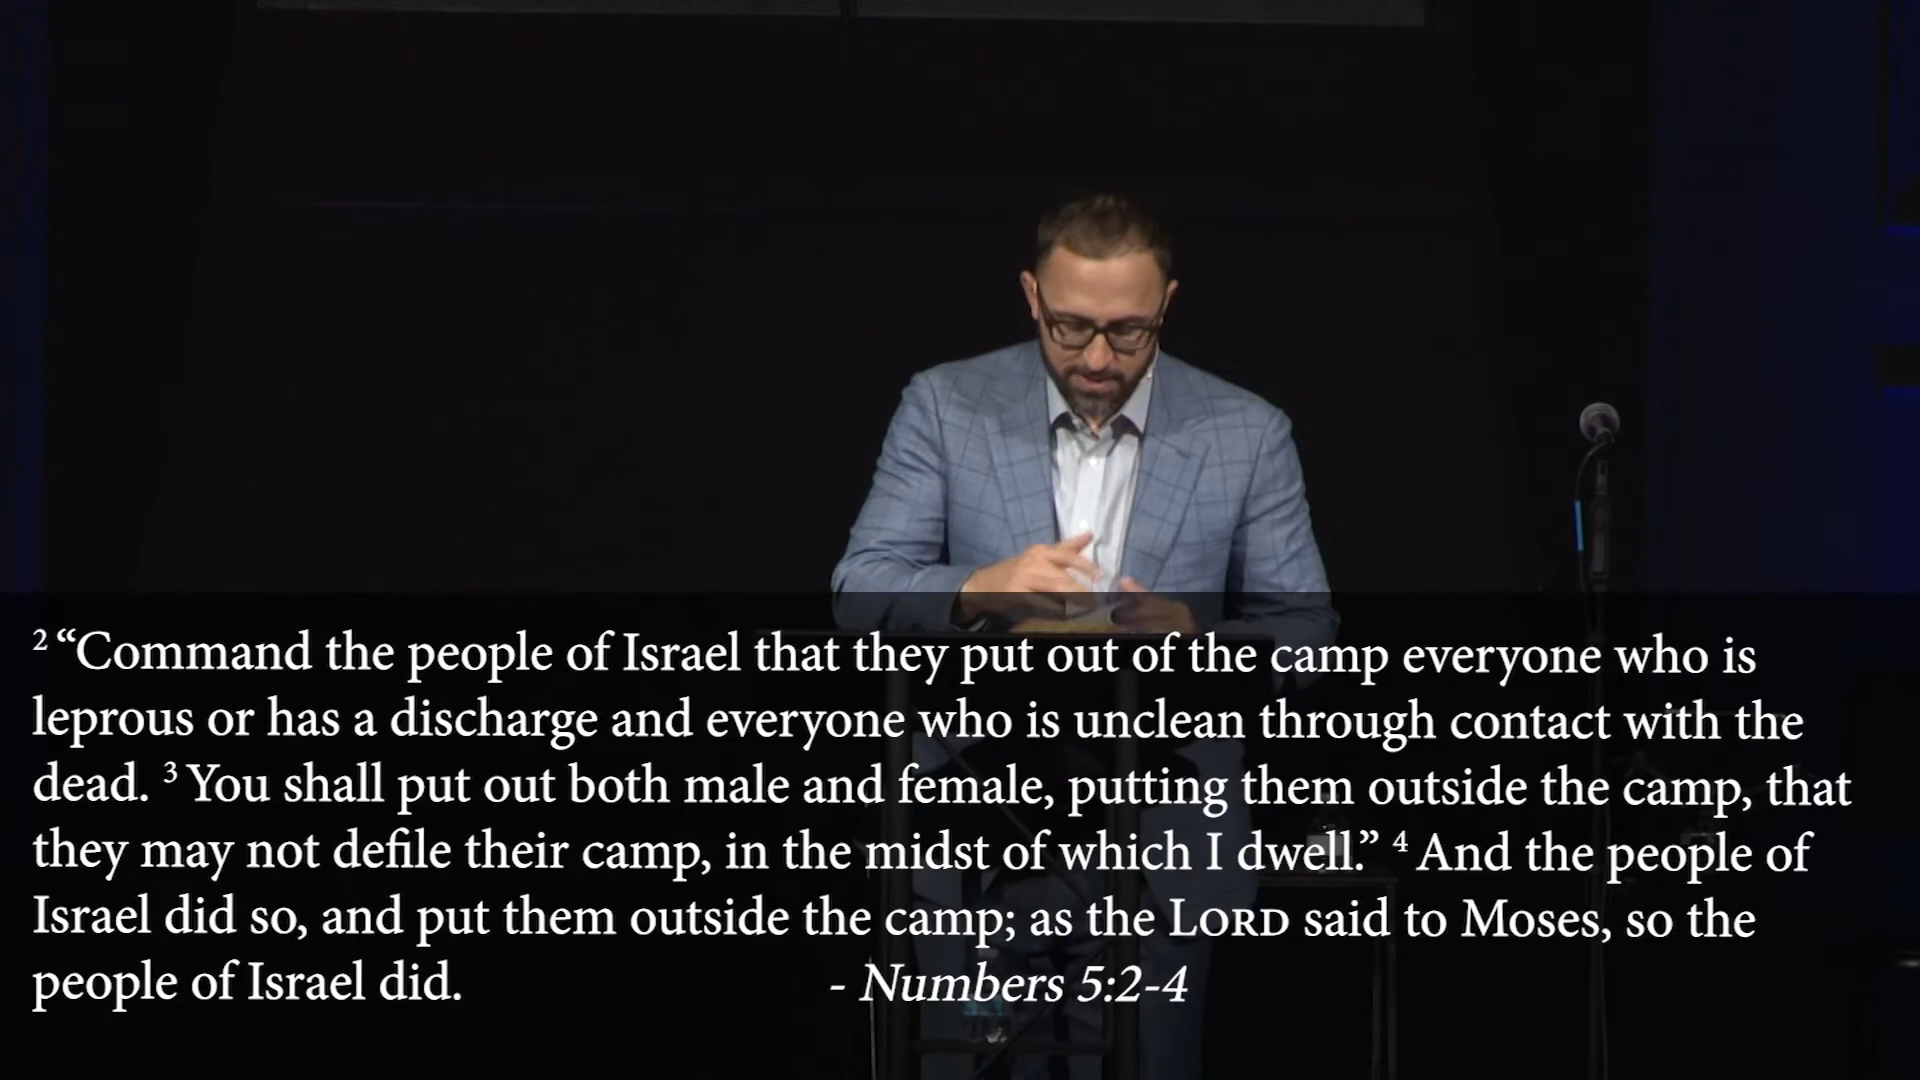 ² “Command the people of Israel that they put out of the camp everyone who is
leprous or has a discharge and everyone who is unclean through contact with the
dead. ³ You shall put out both male and female, putting them outside the camp, that
they may not defile their camp, in the midst of which I dwell.” ⁴ And the people of
Israel did so, and put them outside the camp; as the LORD said to Moses, so the
people of Israel did. - Numbers 5:2-4